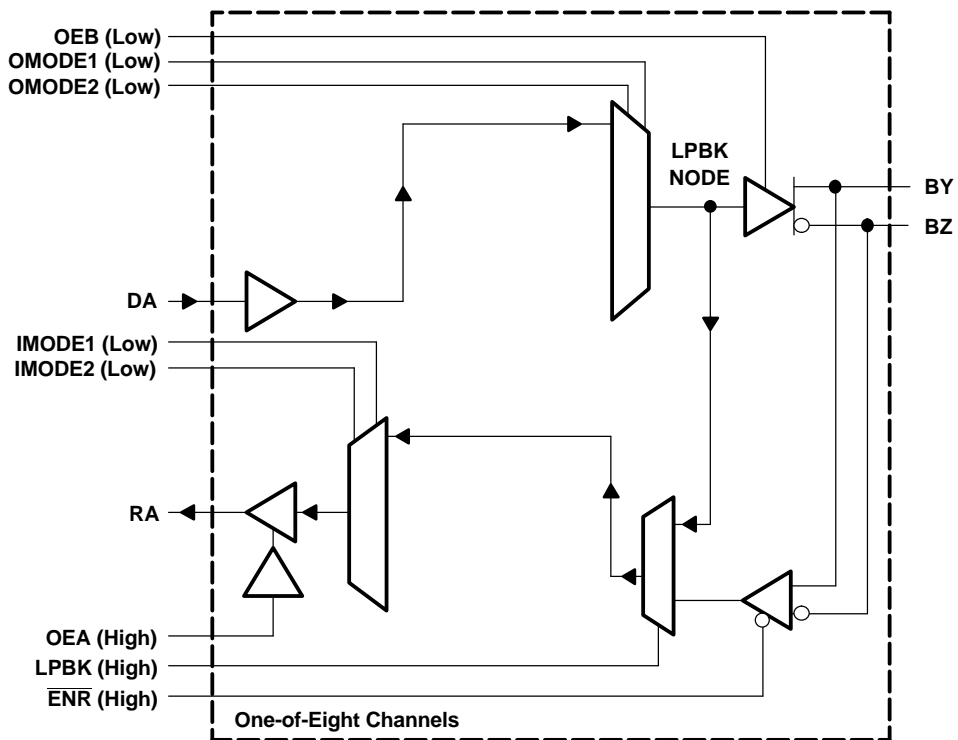 OEB (Low)
OMODE1 (Low)
OMODE2 (Low)
LPBK
NODE
BY
BZ
DA
IMODE1 (Low)
IMODE2 (Low)
RA
OEA (High)
LPBK (High)
E̅N̅R̅ (High)
One-of-Eight Channels